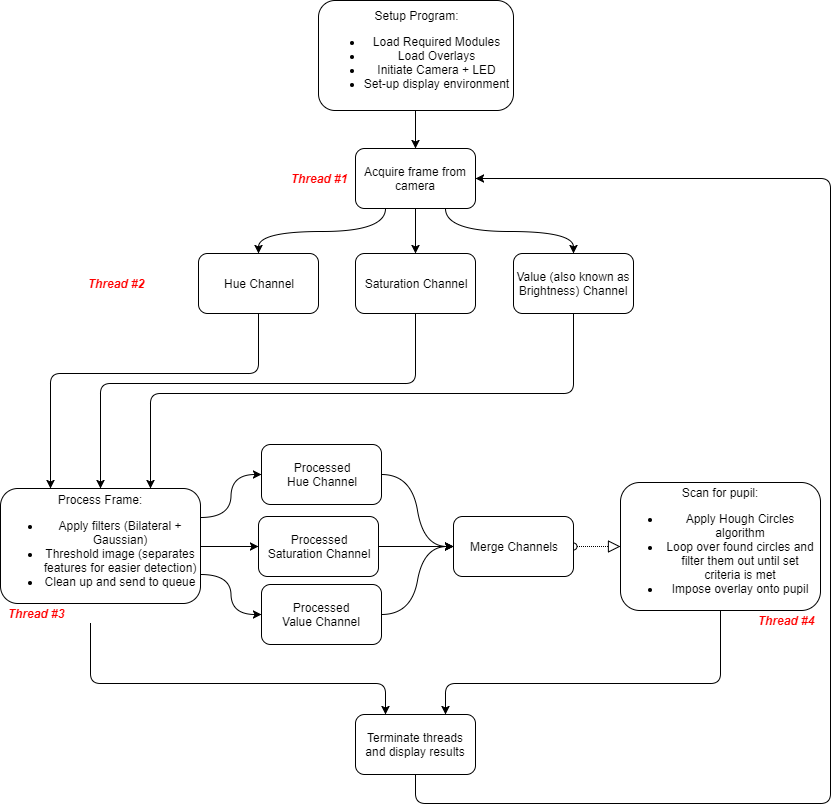 Setup Program:
• Load Required Modules
• Load Overlays
• Initiate Camera + LED
• Set-up display environment
Thread #1
Acquire frame from
camera
Thread #2
Hue Channel
Saturation Channel
Value (also known as
Brightness) Channel
Process Frame:
• Apply filters (Bilateral +
Gaussian)
• Threshold image (separates
features for easier detection)
• Clean up and send to queue
Thread #3
Processed
Hue Channel
Processed
Saturation Channel
Processed
Value Channel
Merge Channels
Scan for pupil:
• Apply Hough Circles
algorithm
• Loop over found circles and
filter them out until set
criteria is met
• Impose overlay onto pupil
Thread #4
Terminate threads
and display results